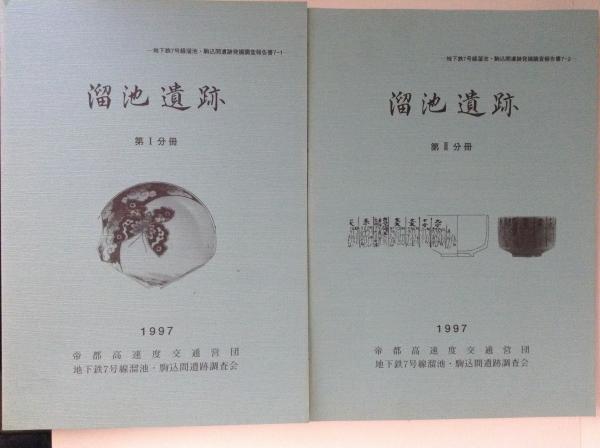 ―地下鉄7号線溜池・駒込間遺跡発掘調査報告書7-1―
溜池遺跡
第Ⅰ分冊
1997
帝都高速度交通営団
地下鉄7号線溜池・駒込間遺跡調査会
―地下鉄7号線溜池・駒込間遺跡発掘調査報告書7-2―
溜池遺跡
第Ⅱ分冊
1997
帝都高速度交通営団
地下鉄7号線溜池・駒込間遺跡調査会